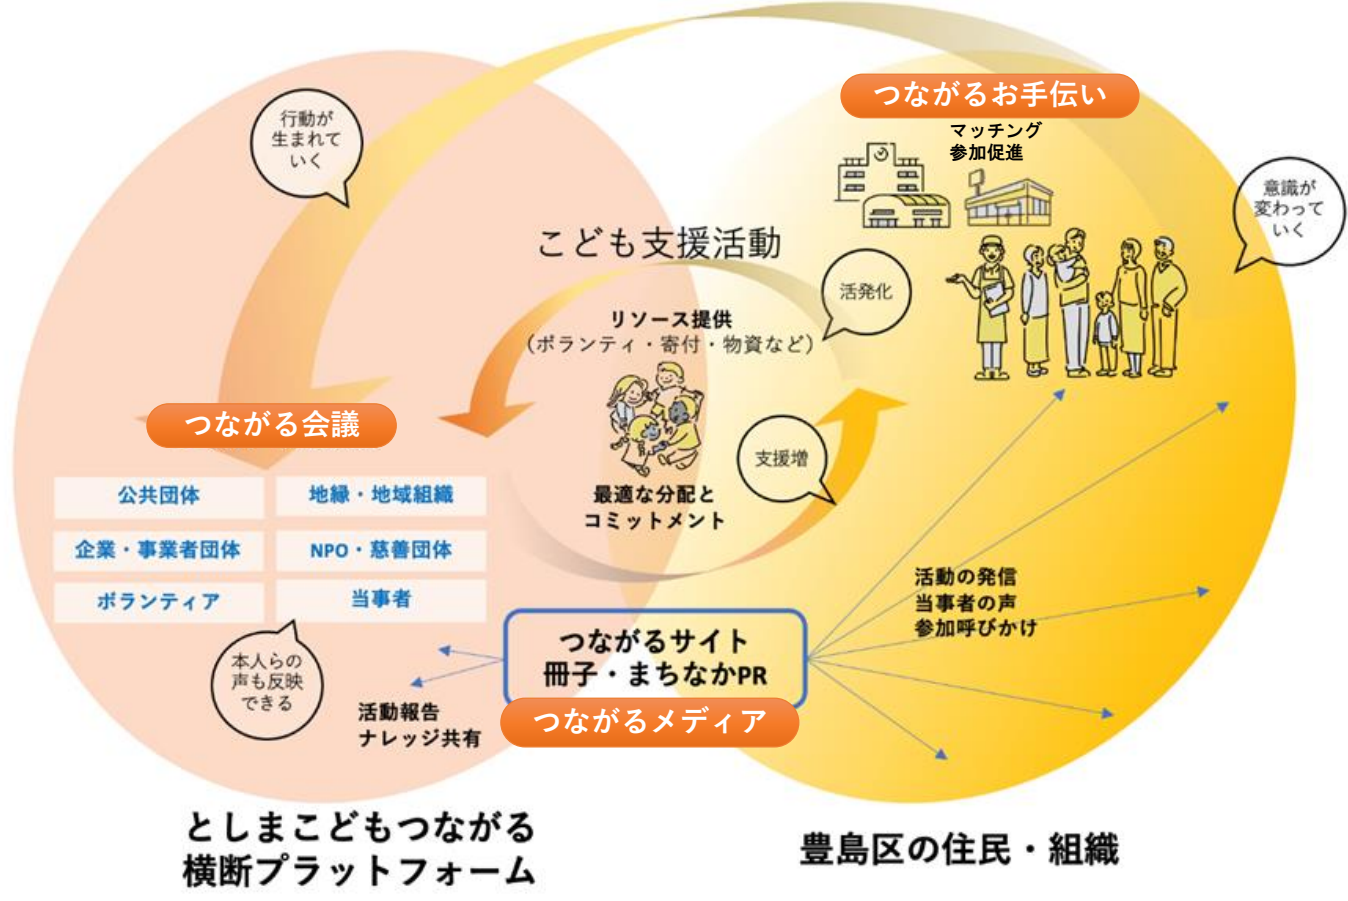 つながるお手伝い
マッチング
参加促進
行動が
生まれて
いく
意識が
変わって
いく
こども支援活動
活発化
リソース提供
（ボランティ・寄付・物資など）
つながる会議
支援増
公共団体
地縁・地域組織
最適な分配と
コミットメント
企業・事業者団体
NPO・慈善団体
ボランティア
当事者
活動の発信
当事者の声
参加呼びかけ
つながるサイト
冊子・まちなかPR
つながるメディア
本人らの
声も反映
できる
活動報告
ナレッジ共有
としまこどもつながる
横断プラットフォーム
豊島区の住民・組織